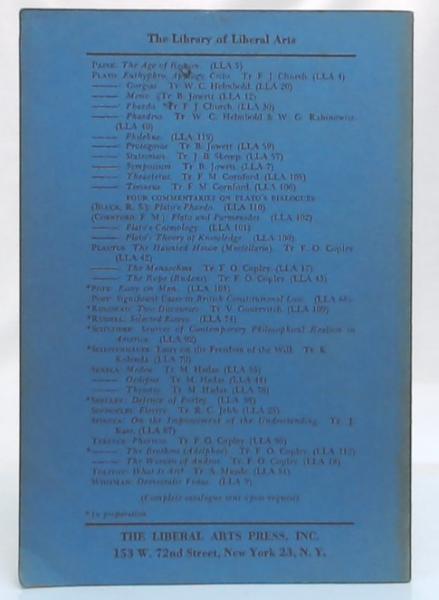 The Library of Liberal Arts
PAINE: The Age of Reason. (LLA 5)
PLATO: Euthyphro, Apology, Crito. Tr. F. J. Church. (LLA 4)
———: Gorgias. Tr. W. C. Helmbold. (LLA 20)
———: Meno. Tr. B. Jowett. (LLA 12)
———: Phaedo. Tr. F. J. Church. (LLA 30)
———: Phaedrus. Tr. W. C. Helmbold & W. G. Rabinowitz.
(LLA 40)
———: Philebus. (LLA 119)
———: Protagoras. Tr. B. Jowett. (LLA 59)
———: Statesman. Tr. J. B. Skemp. (LLA 57)
———: Symposium. Tr. B. Jowett. (LLA 7)
———: Theaetetus. Tr. F. M. Cornford. (LLA 105)
———: Timaeus. Tr. F. M. Cornford. (LLA 106)
FOUR COMMENTARIES ON PLATO'S DIALOGUES
(BLUCK, R. S.): Plato's Phaedo. (LLA 110)
(CORNFORD, F. M.): Plato and Parmenides. (LLA 102)
———: Plato's Cosmology. (LLA 101)
———: Plato's Theory of Knowledge. (LLA 100)
PLAUTUS: The Haunted House (Mostellaria). Tr. F. O. Copley.
(LLA 42)
———: The Menaechmi. Tr. F. O. Copley. (LLA 17)
———: The Rope (Rudens). Tr. F. O. Copley. (LLA 43)
*POPE: Essay on Man. (LLA 103)
POST: Significant Cases in British Constitutional Law. (LLA 66)
*ROUSSEAU: Two Discourses. Tr. V. Gourevitch. (LLA 109)
*RUSSELL: Selected Essays. (LLA 74)
*SCHNEIDER: Sources of Contemporary Philosophical Realism in
America. (LLA 92)
*SCHOPENHAUER: Essay on the Freedom of the Will. Tr. K.
Kolenda. (LLA 70)
SENECA: Medea. Tr. M. Hadas. (LLA 55)
———: Oedipus. Tr. M. Hadas. (LLA 44)
———: Thyestes. Tr. M. Hadas. (LLA 76)
*SHELLEY: Defence of Poetry. (LLA 98)
SOPHOCLES: Electra. Tr. R. C. Jebb. (LLA 25)
SPINOZA: On the Improvement of the Understanding. Tr. J.
Katz. (LLA 67)
TERENCE: Phormio. Tr. F. O. Copley. (LLA 95)
*———: The Brothers (Adelphoe). Tr. F. O. Copley. (LLA 112)
———: The Woman of Andros. Tr. F. O. Copley. (LLA 18)
TOLSTOY: What Is Art? Tr. A. Maude. (LLA 51)
WHITMAN: Democratic Vistas. (LLA 9)
(Complete catalogue sent upon request)
* In preparation
THE LIBERAL ARTS PRESS, INC.
153 W. 72nd Street, New York 23, N. Y.